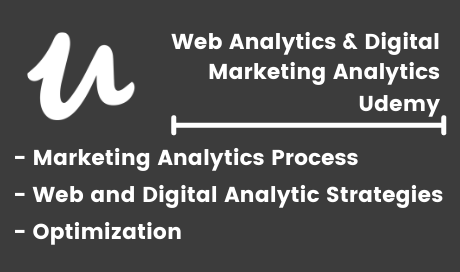 Web Analytics & Digital
Marketing Analytics
Udemy
- Marketing Analytics Process
- Web and Digital Analytic Strategies
- Optimization